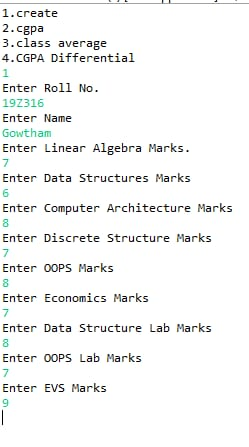 1.create
2.cgpa
3.class average
4.CGPA Differential
1
Enter Roll No.
19Z316
Enter Name
Gowtham
Enter Linear Algebra Marks.
7
Enter Data Structures Marks
6
Enter Computer Architecture Marks
8
Enter Discrete Structure Marks
7
Enter OOPS Marks
8
Enter Economics Marks
7
Enter Data Structure Lab Marks
8
Enter OOPS Lab Marks
7
Enter EVS Marks
9